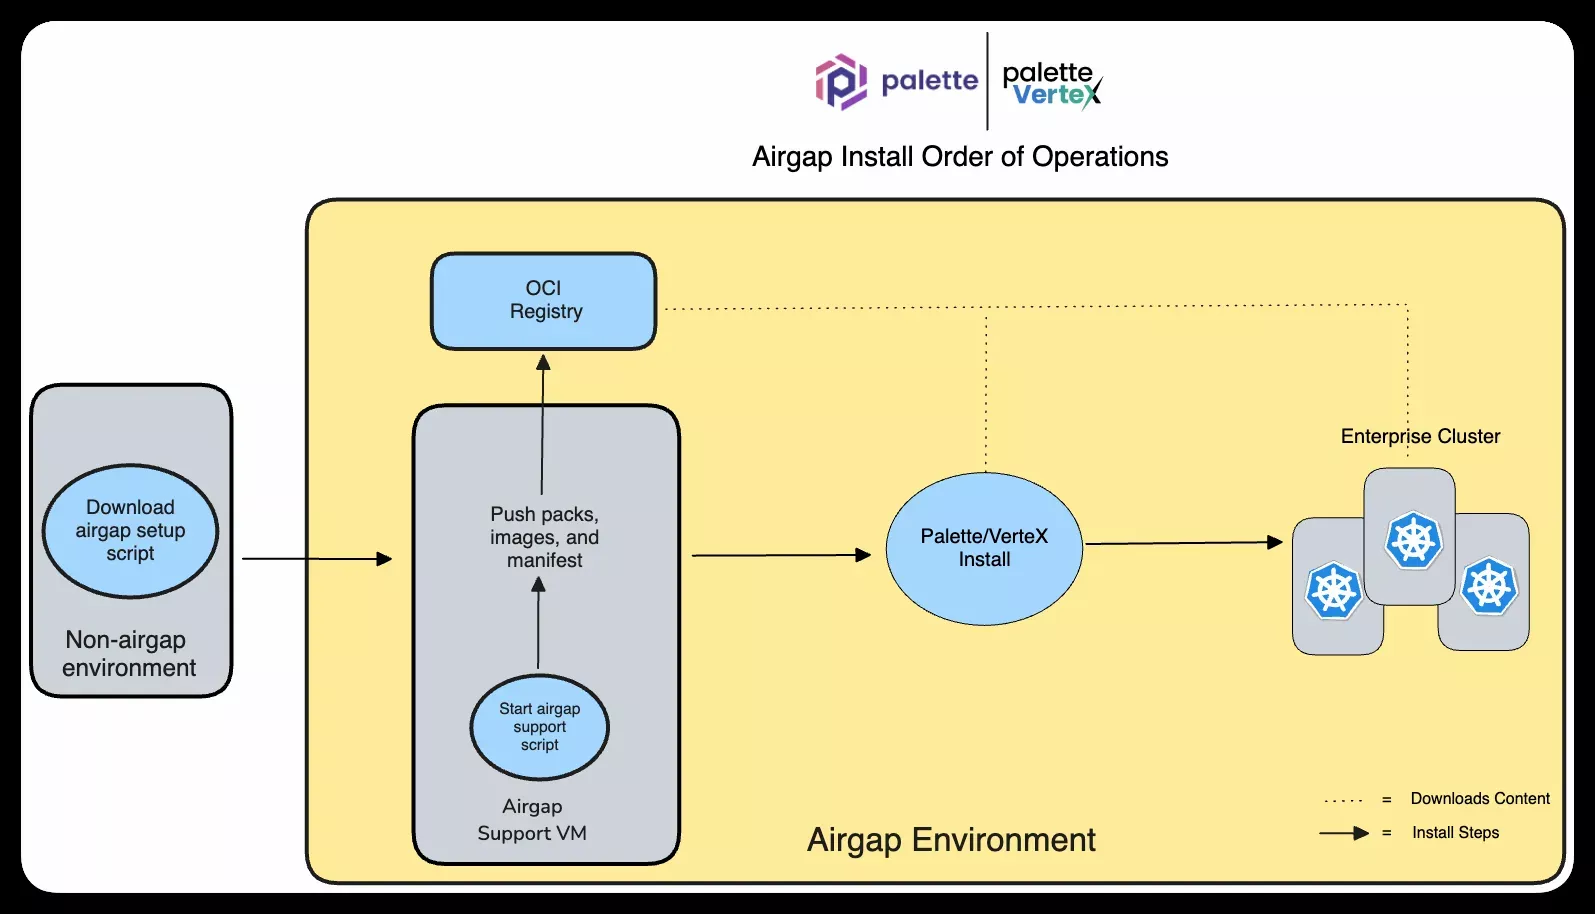 palette
palette
VerteX
Airgap Install Order of Operations
OCI
Registry
Enterprise Cluster
Download
airgap setup
script
Non-airgap
environment
Push packs,
images, and
manifest
Start airgap
support
script
Airgap
Support VM
Palette/VerteX
Install
Airgap Environment
= Downloads Content
= Install Steps